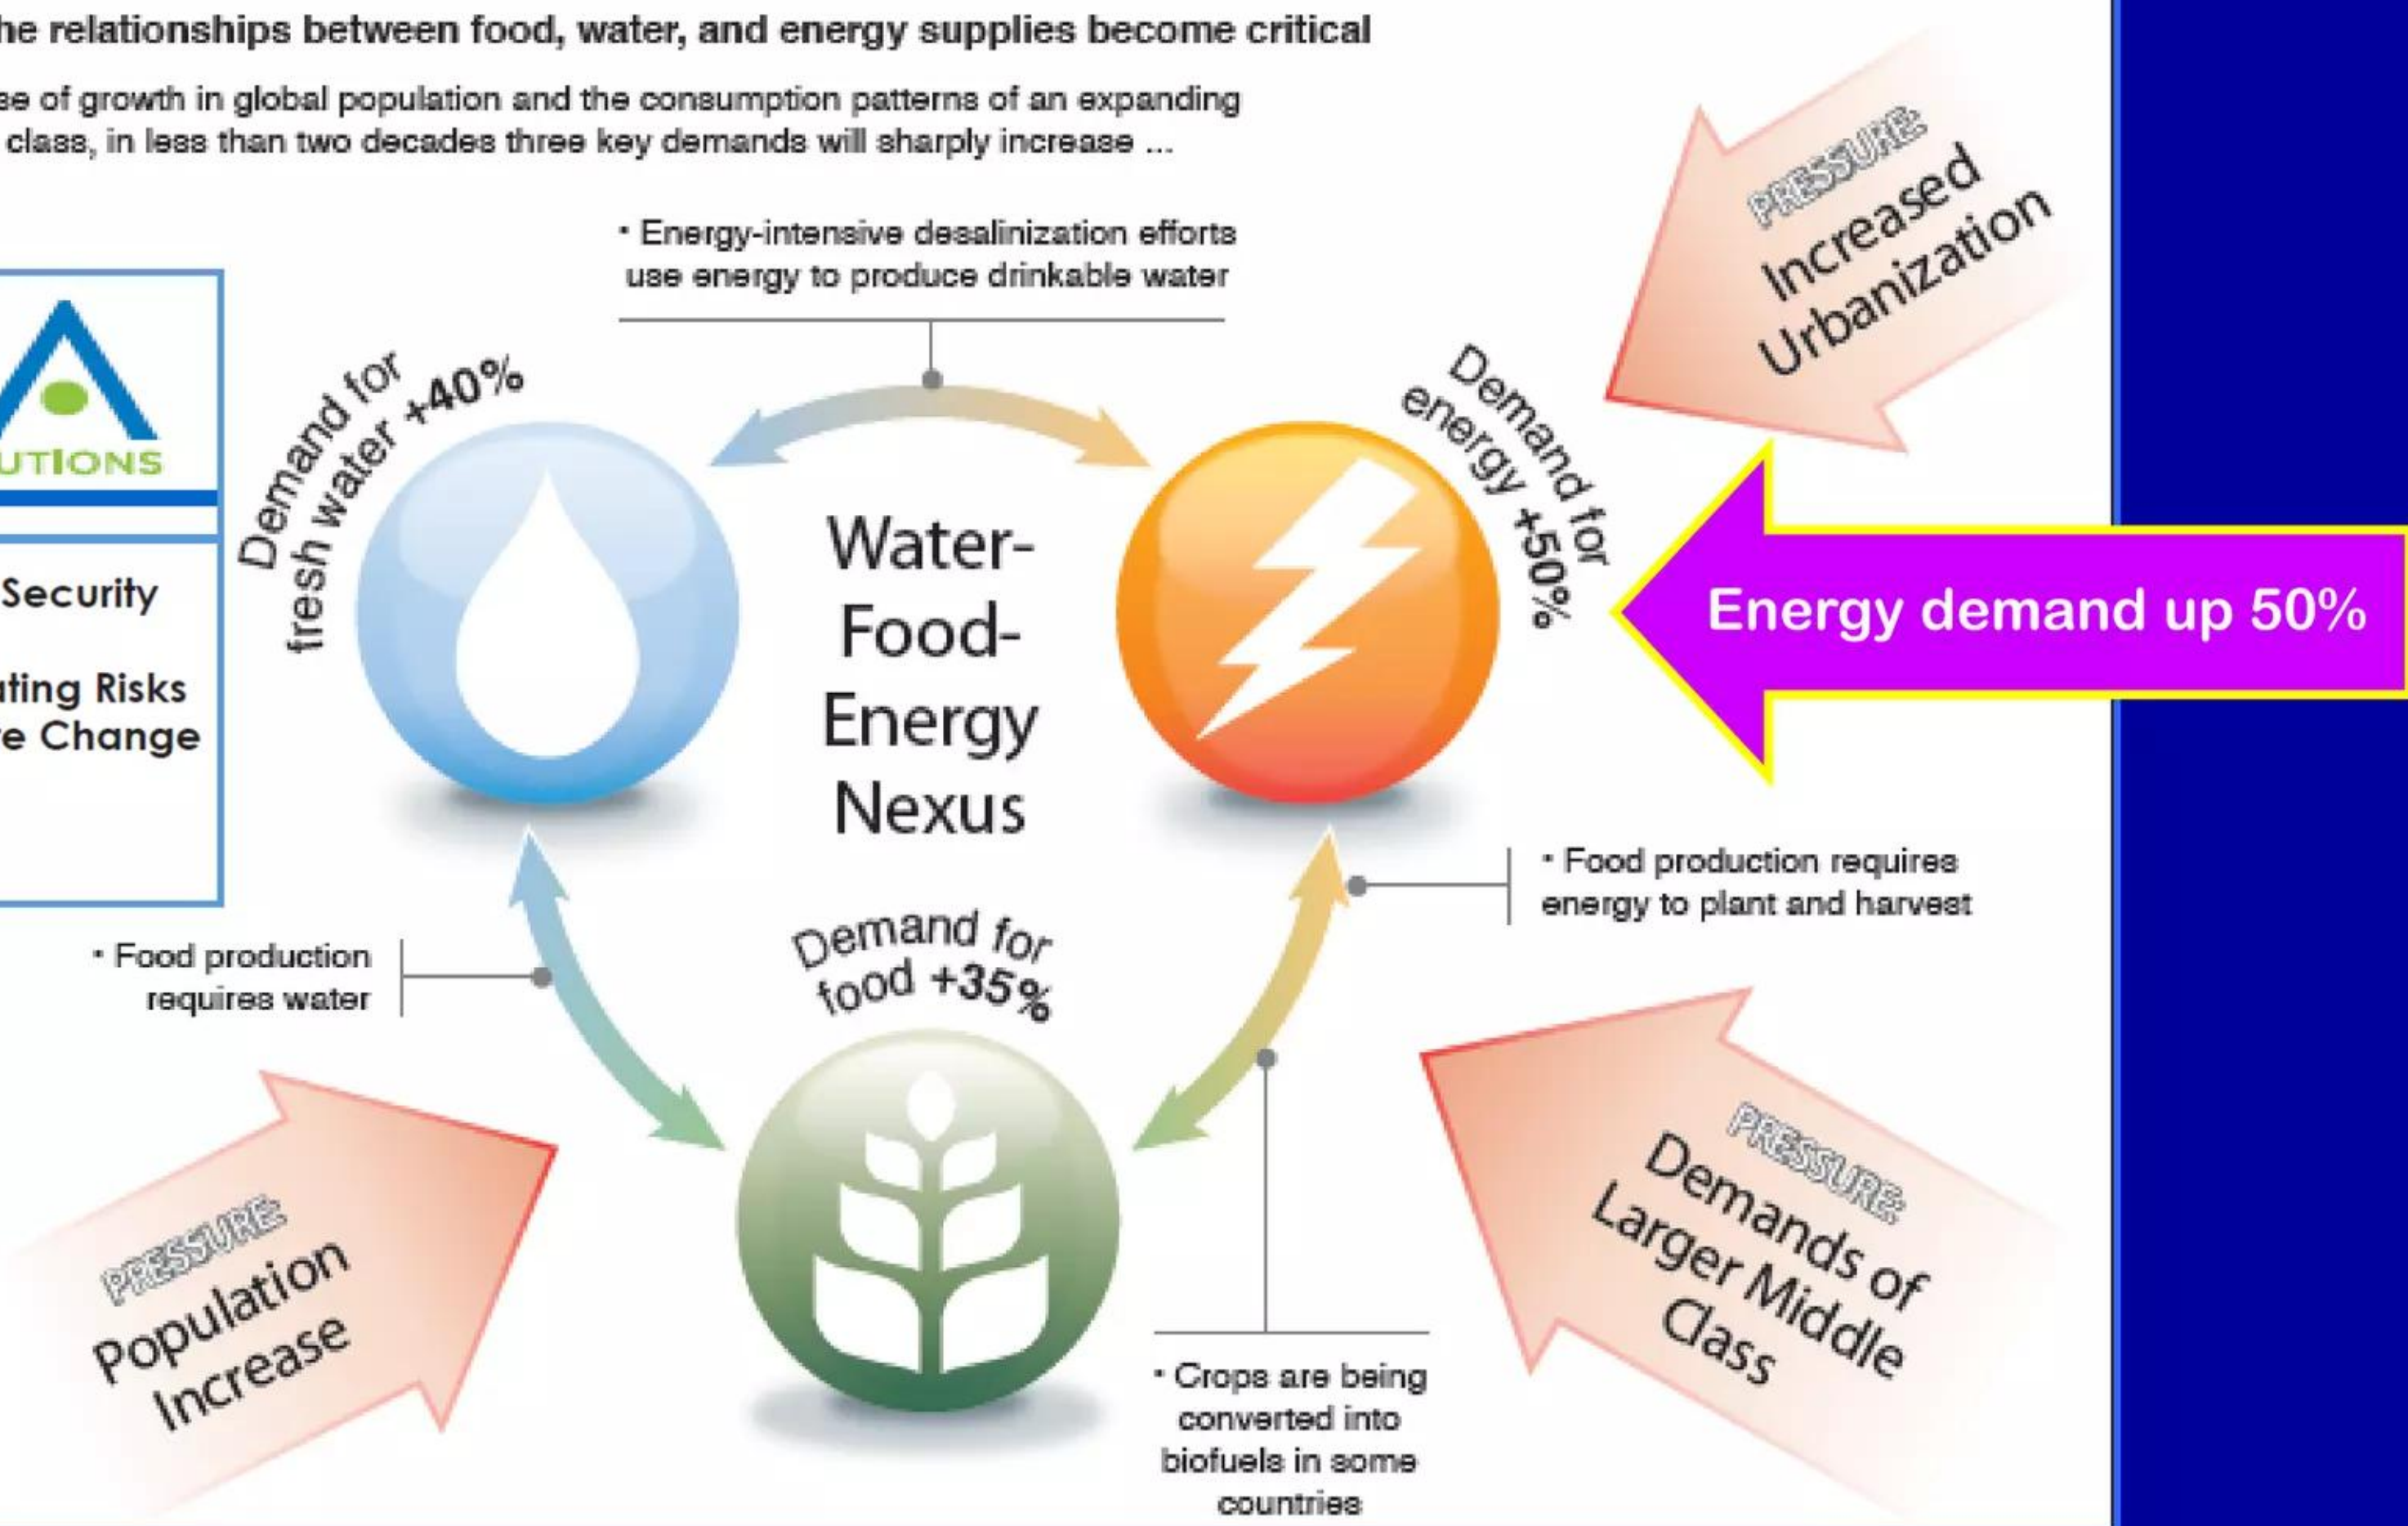 he relationships between food, water, and energy supplies become critical
se of growth in global population and the consumption patterns of an expanding
class, in less than two decades three key demands will sharply increase ...
PRESSURE:
Increased
Urbanization
• Energy-intensive desalinization efforts
use energy to produce drinkable water
UTIONS
Security
ating Risks
e Change
Demand for
fresh water +40%
Demand for
energy +50%
Water-
Food-
Energy
Nexus
Energy demand up 50%
• Food production requires
energy to plant and harvest
• Food production
requires water
Demand for
food +35%
PRESSURE:
Population
Increase
PRESSURE:
Demands of
Larger Middle
Class
• Crops are being
converted into
biofuels in some
countries